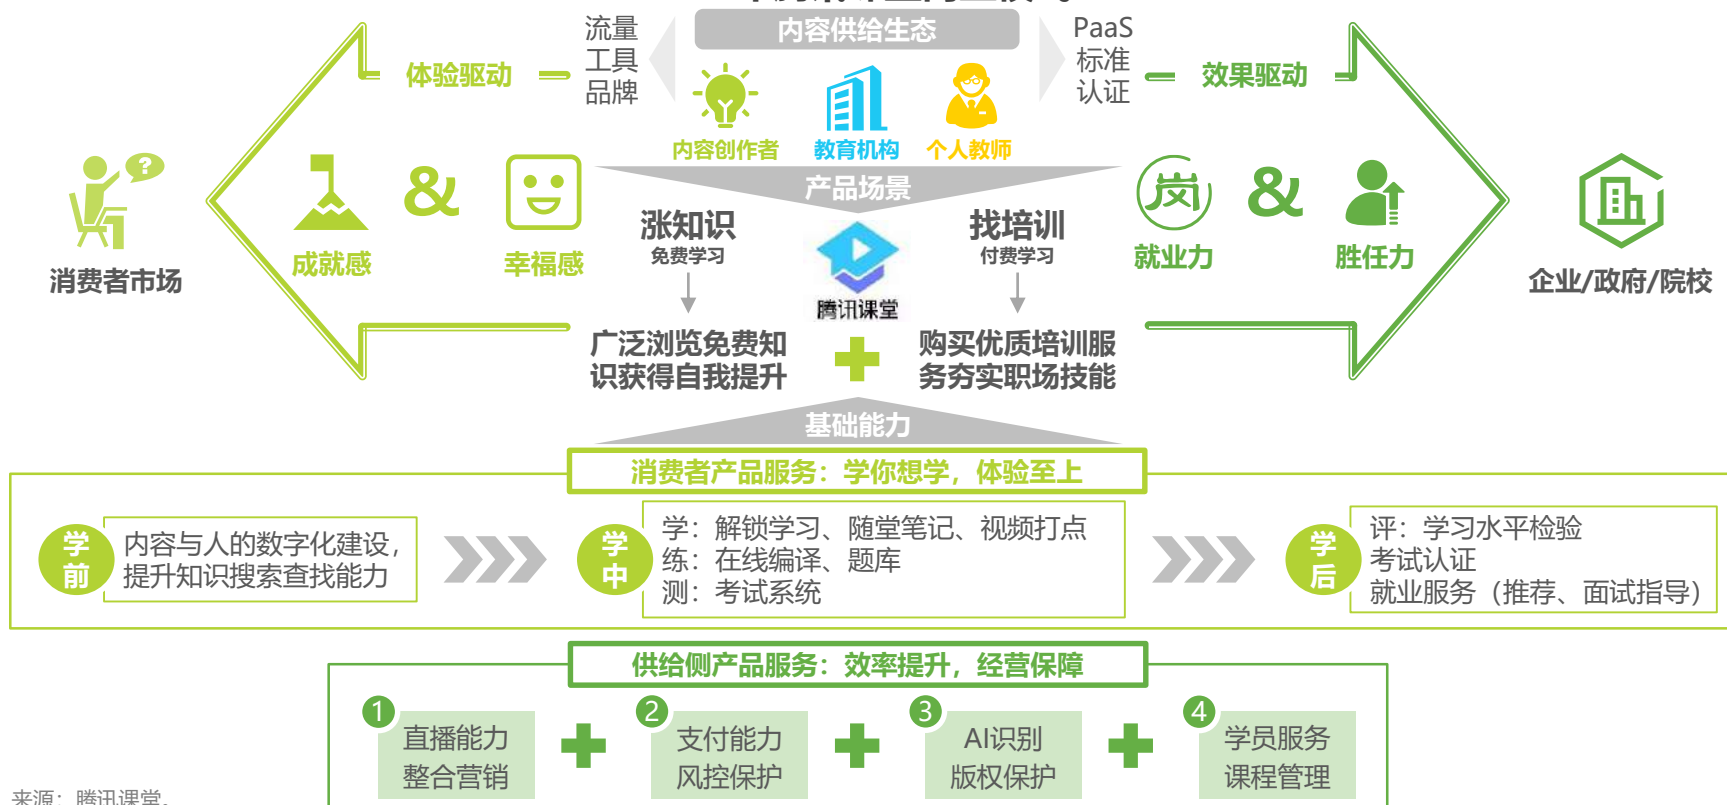 内容供给生态
流量
工具
品牌
PaaS
标准
认证
体验驱动
效果驱动
内容创作者
教育机构
个人教师
产品场景
?
&
&
岗
涨知识
免费学习
找培训
付费学习
成就感
幸福感
就业力
胜任力
消费者市场
企业/政府/院校
腾讯课堂
广泛浏览免费知
识获得自我提升
购买优质培训服
务夯实职场技能
基础能力
消费者产品服务：学你想学，体验至上
学前
内容与人的数字化建设，
提升知识搜索查找能力
学中
学：解锁学习、随堂笔记、视频打点
练：在线编译、题库
测：考试系统
学后
评：学习水平检验
考试认证
就业服务（推荐、面试指导）
供给侧产品服务：效率提升，经营保障
1
直播能力
整合营销
2
支付能力
风控保护
3
AI识别
版权保护
4
学员服务
课程管理
来源：腾讯课堂。